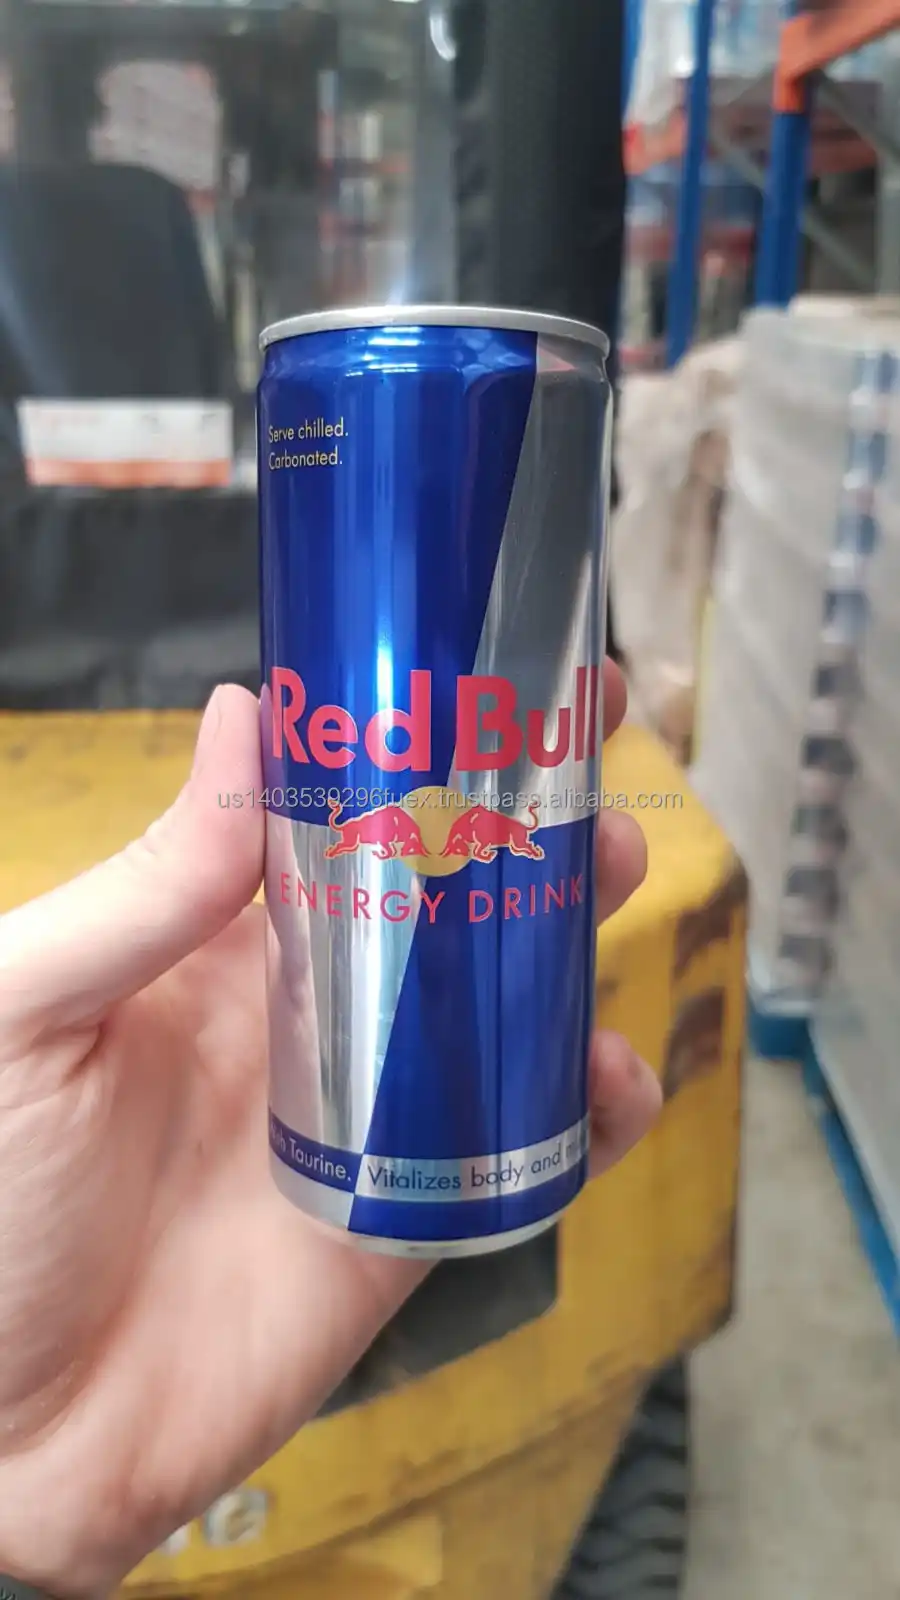 Serve chilled.
Carbonated.
Red Bull
us1403539296fuex.trustpass.alibaba.com
ENERGY DRINK
Taurine. Vitalizes body and